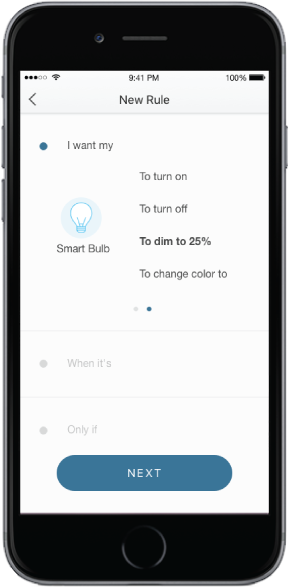 9:41 PM
100%
New Rule
I want my
To turn on
To turn off
To dim to 25%
To change color to
Smart Bulb
When it's
Only if
NEXT